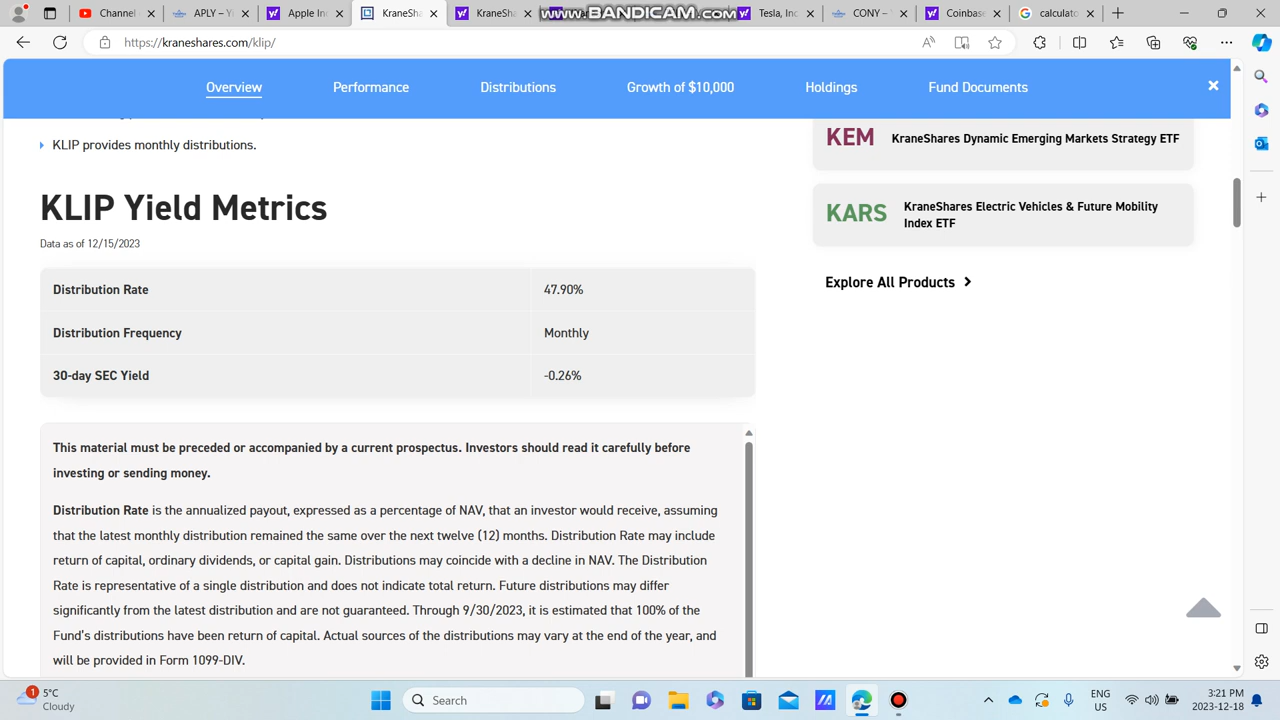 Channel
APLY – Y
Apple In
KraneSha
KraneSh
www.BANDICAM.com
Tesla, In
CONY – Y
Coinbase
calculato
https://kraneshares.com/klip/
Overview
Performance
Distributions
Growth of $10,000
Holdings
Fund Documents
KLIP provides monthly distributions.
KLIP Yield Metrics
Data as of 12/15/2023
Distribution Rate 47.90%
Distribution Frequency Monthly
30-day SEC Yield -0.26%
This material must be preceded or accompanied by a current prospectus. Investors should read it carefully before
investing or sending money.
Distribution Rate is the annualized payout, expressed as a percentage of NAV, that an investor would receive, assuming
that the latest monthly distribution remained the same over the next twelve (12) months. Distribution Rate may include
return of capital, ordinary dividends, or capital gain. Distributions may coincide with a decline in NAV. The Distribution
Rate is representative of a single distribution and does not indicate total return. Future distributions may differ
significantly from the latest distribution and are not guaranteed. Through 9/30/2023, it is estimated that 100% of the
Fund's distributions have been return of capital. Actual sources of the distributions may vary at the end of the year, and
will be provided in Form 1099-DIV.
KEM KraneShares Dynamic Emerging Markets Strategy ETF
KARS KraneShares Electric Vehicles & Future Mobility
Index ETF
Explore All Products
1
5°C
Cloudy
Search
ENG
US
3:21 PM
2023-12-18